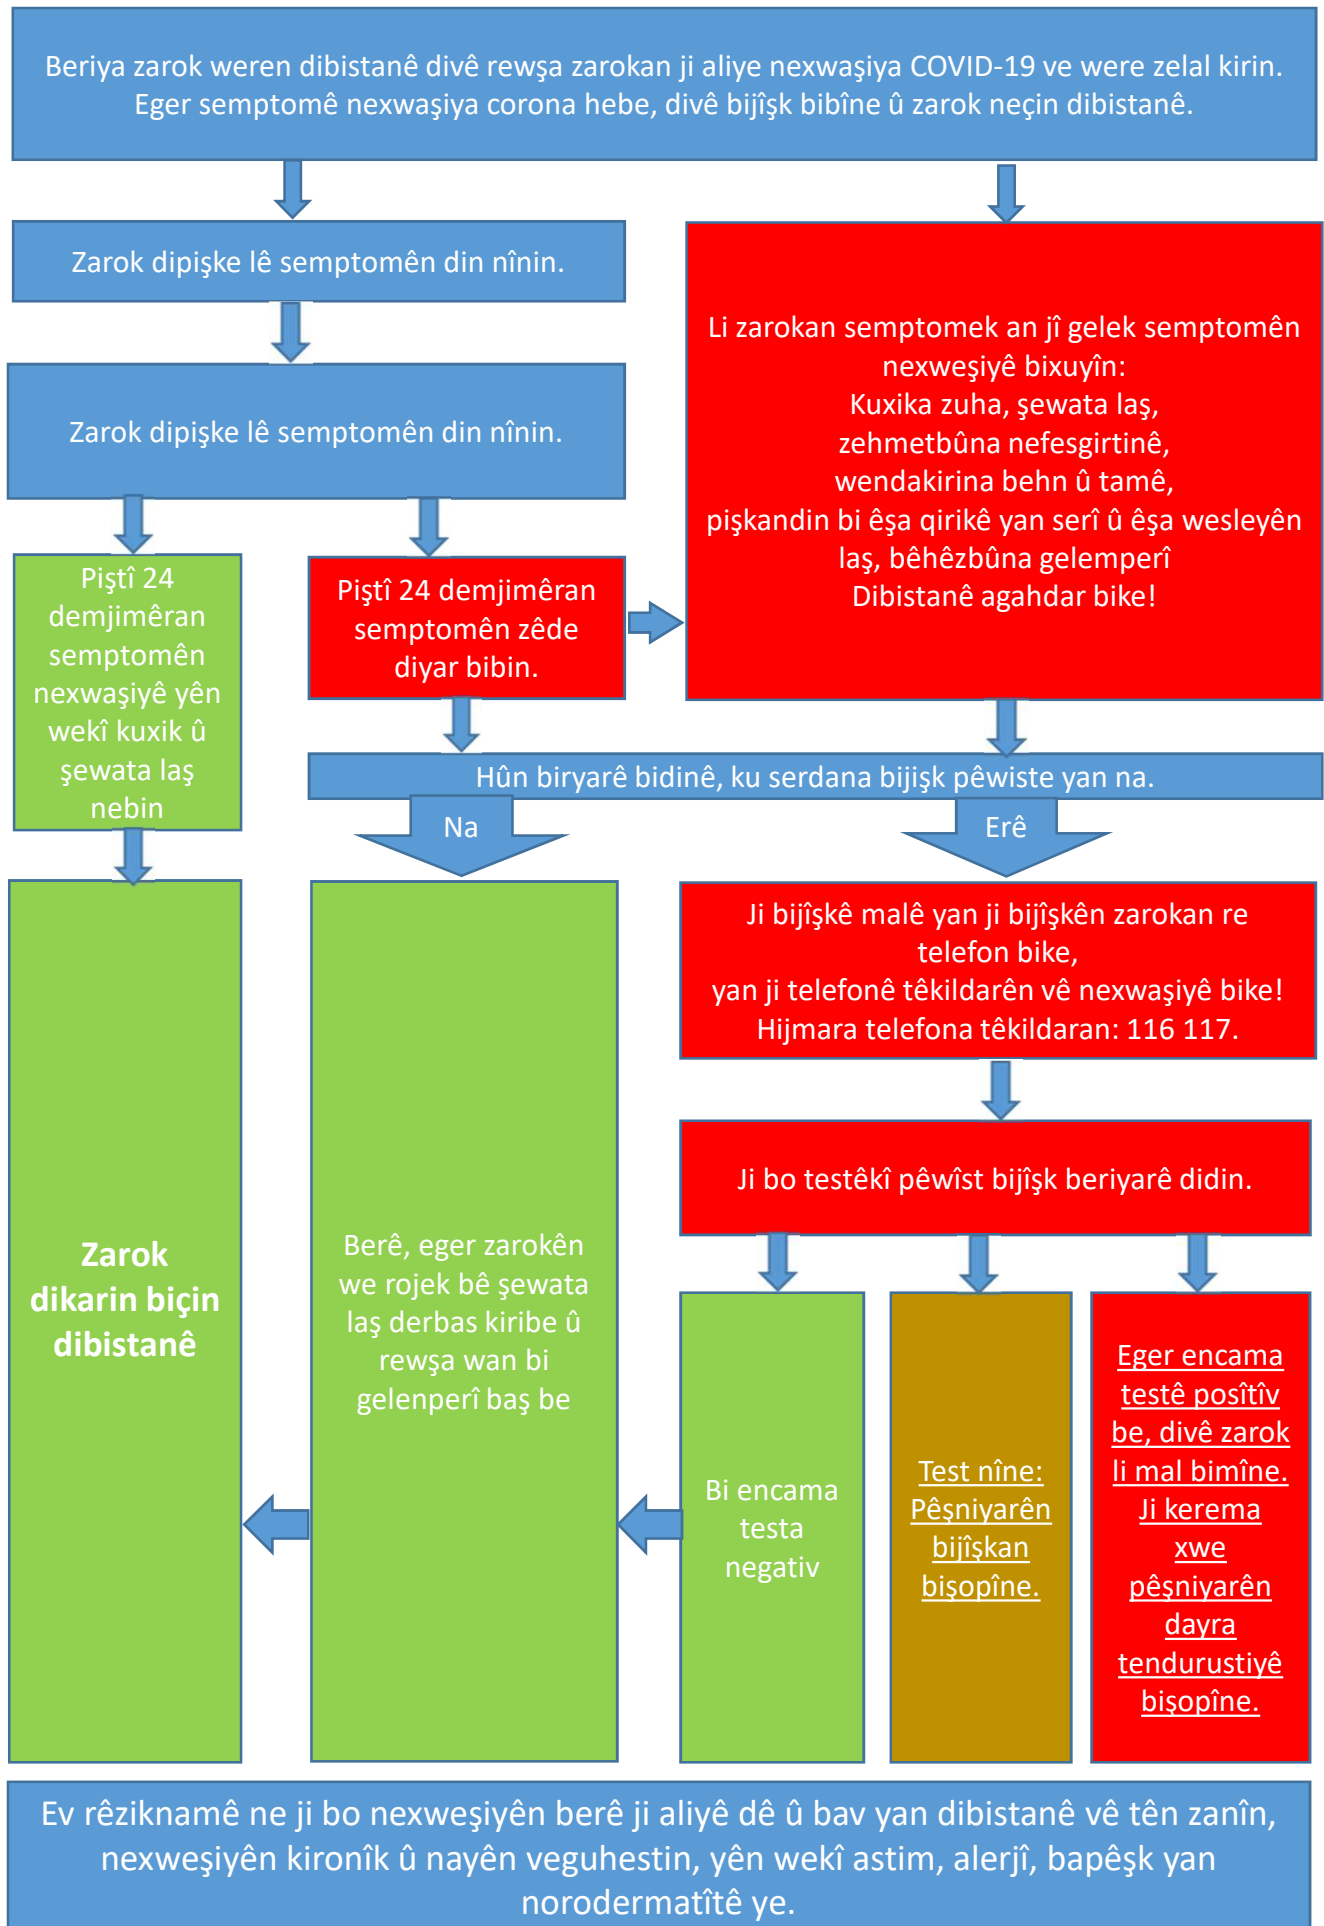 Beriya zarok weren dibistanê divê rewşa zarokan ji aliye nexwaşiya COVID-19 ve were zelal kirin.
Eger semptomê nexwaşiya corona hebe, divê bijîşk bibîne û zarok neçin dibistanê.
Zarok dipişke lê semptomên din nînin.
Zarok dipişke lê semptomên din nînin.
Li zarokan semptomek an jî gelek semptomên
nexweşiyê bixuyîn:
Kuxika zuha, şewata laş,
zehmetbûna nefesgirtinê,
wendakirina behn û tamê,
pişkandin bi êşa qirikê yan serî û êşa wesleyên
laş, bêhêzbûna gelemperî
Dibistanê agahdar bike!
Piştî 24
demjimêran
semptomên
nexwaşiyê yên
wekî kuxik û
şewata laş
nebin
Piştî 24 demjimêran
semptomên zêde
diyar bibin.
Hûn biryarê bidinê, ku serdana bijişk pêwiste yan na.
Na
Erê
Zarok
dikarin biçin
dibistanê
Berê, eger zarokên
we rojek bê şewata
laş derbas kiribe û
rewşa wan bi
gelenperî baş be
Ji bijîşkê malê yan ji bijîşkên zarokan re
telefon bike,
yan ji telefonê têkildarên vê nexwaşiyê bike!
Hijmara telefona têkildaran: 116 117.
Ji bo testêkî pêwîst bijîşk beriyarê didin.
Bi encama
testa
negativ
Test nîne:
Pêşniyarên
bijîşkan
bişopîne.
Eger encama
testê posîtîv
be, divê zarok
li mal bimîne.
Ji kerema
xwe
pêşniyarên
dayra
tendurustiyê
bişopîne.
Ev rêziknamê ne ji bo nexweşiyên berê ji aliyê dê û bav yan dibistanê vê tên zanîn,
nexweşiyên kironîk û nayên veguhestin, yên wekî astim, alerjî, bapêşk yan
norodermatîtê ye.